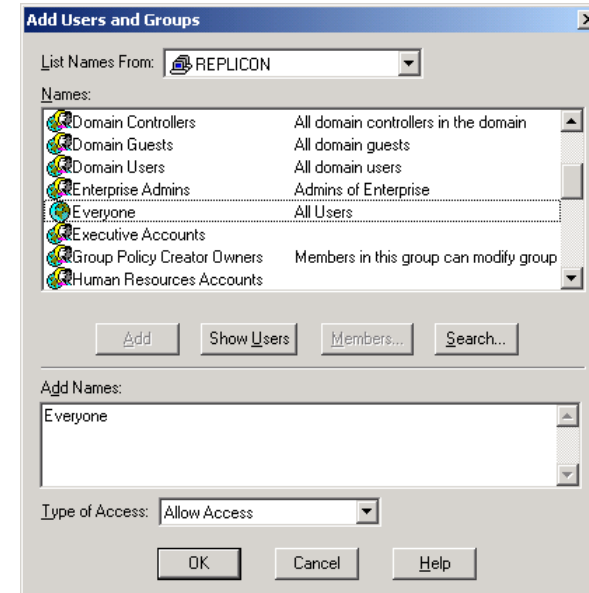 Add Users and Groups
List Names From: REPLICON
Names:
Domain Controllers All domain controllers in the domain
Domain Guests All domain guests
Domain Users All domain users
Enterprise Admins Admins of Enterprise
Everyone All Users
Executive Accounts
Group Policy Creator Owners Members in this group can modify group
Human Resources Accounts
Add Show Users Members... Search...
Add Names:
Everyone
Type of Access: Allow Access
OK Cancel Help